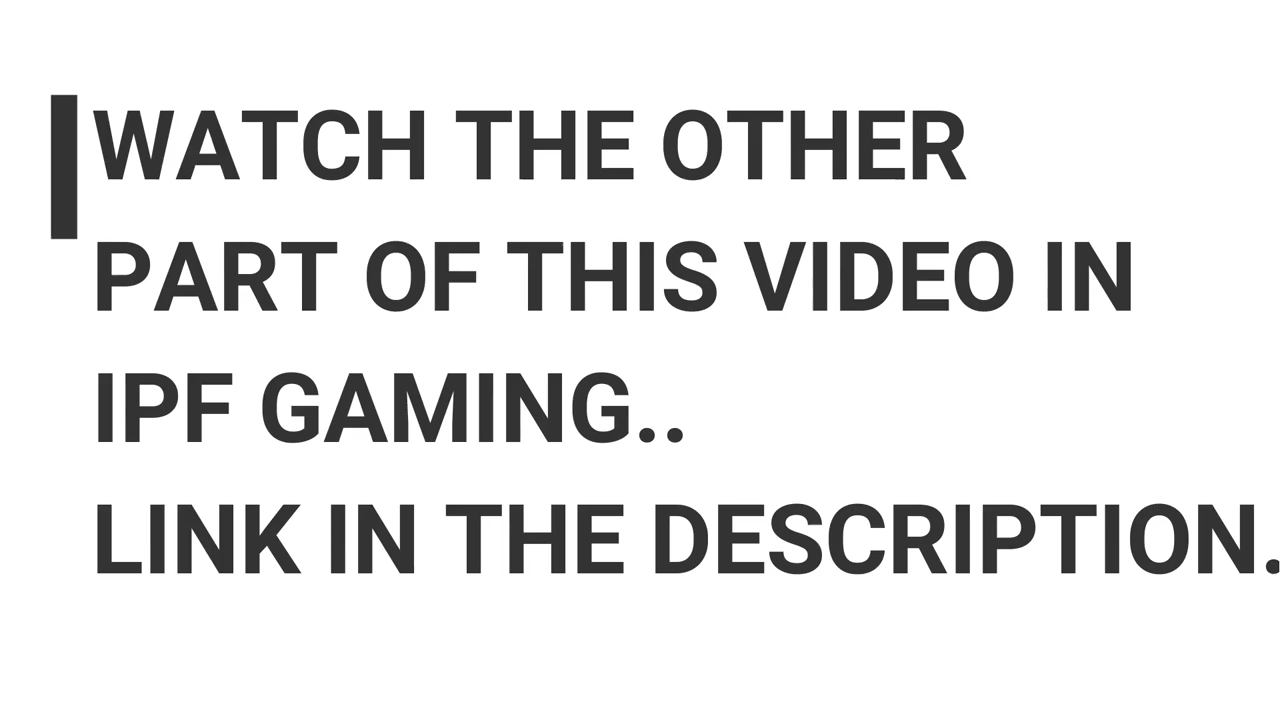 WATCH THE OTHER
PART OF THIS VIDEO IN
IPF GAMING..
LINK IN THE DESCRIPTION.